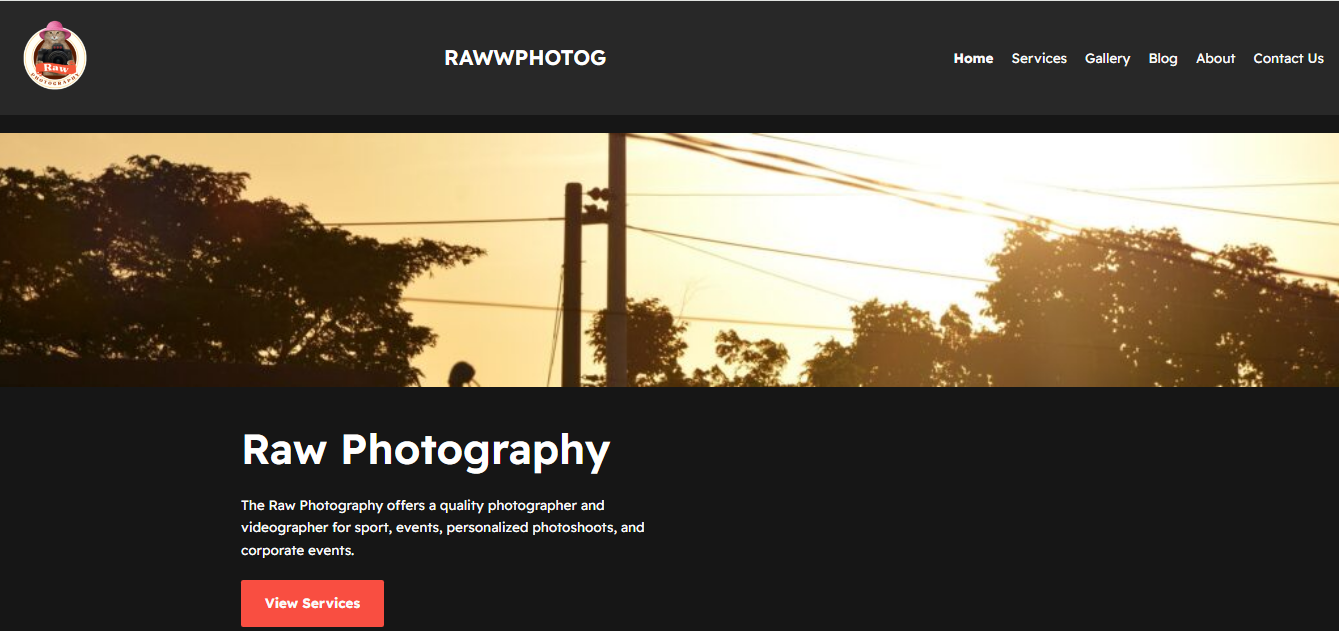 Raw
PHOTOGRAPHY
RAWWPHOTOG
Home Services Gallery Blog About Contact Us
Raw Photography
The Raw Photography offers a quality photographer and
videographer for sport, events, personalized photoshoots, and
corporate events.
View Services